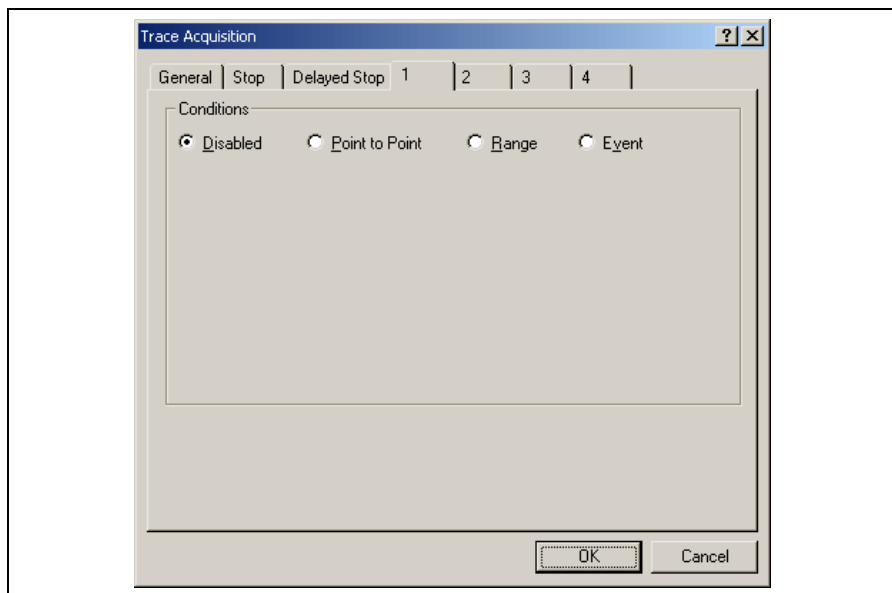 Trace Acquisition
General Stop Delayed Stop 1 2 3 4
Conditions
Disabled Point to Point Range Event
OK Cancel